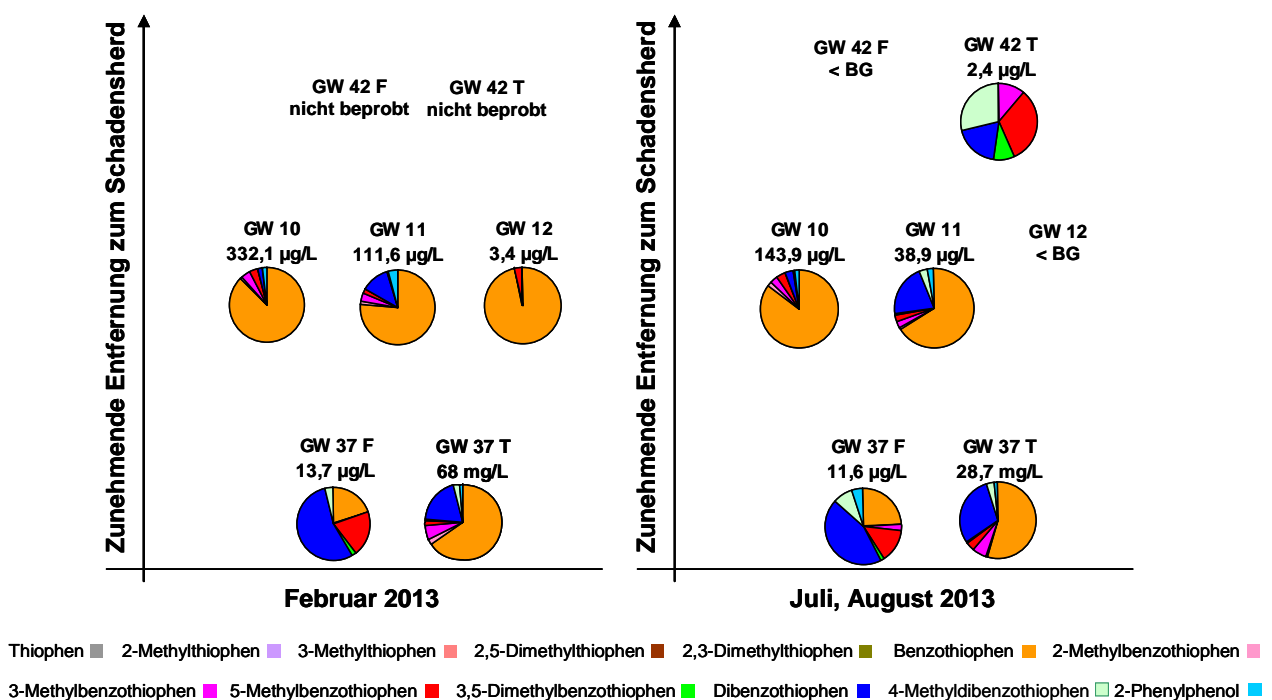 Zunehmende Entfernung zum Schadensherd
GW 42 F
nicht beprobt
GW 42 T
nicht beprobt
GW 10
332,1 µg/L
GW 11
111,6 µg/L
GW 12
3,4 µg/L
GW 37 F
13,7 µg/L
GW 37 T
68 mg/L
Februar 2013
Zunehmende Entfernung zum Schadensherd
GW 42 F
< BG
GW 42 T
2,4 µg/L
GW 10
143,9 µg/L
GW 11
38,9 µg/L
GW 12
< BG
GW 37 F
11,6 µg/L
GW 37 T
28,7 mg/L
Juli, August 2013
Thiophen 2-Methylthiophen 3-Methylthiophen 2,5-Dimethylthiophen 2,3-Dimethylthiophen Benzothiophen 2-Methylbenzothiophen
3-Methylbenzothiophen 5-Methylbenzothiophen 3,5-Dimethylbenzothiophen Dibenzothiophen 4-Methyldibenzothiophen 2-Phenylphenol